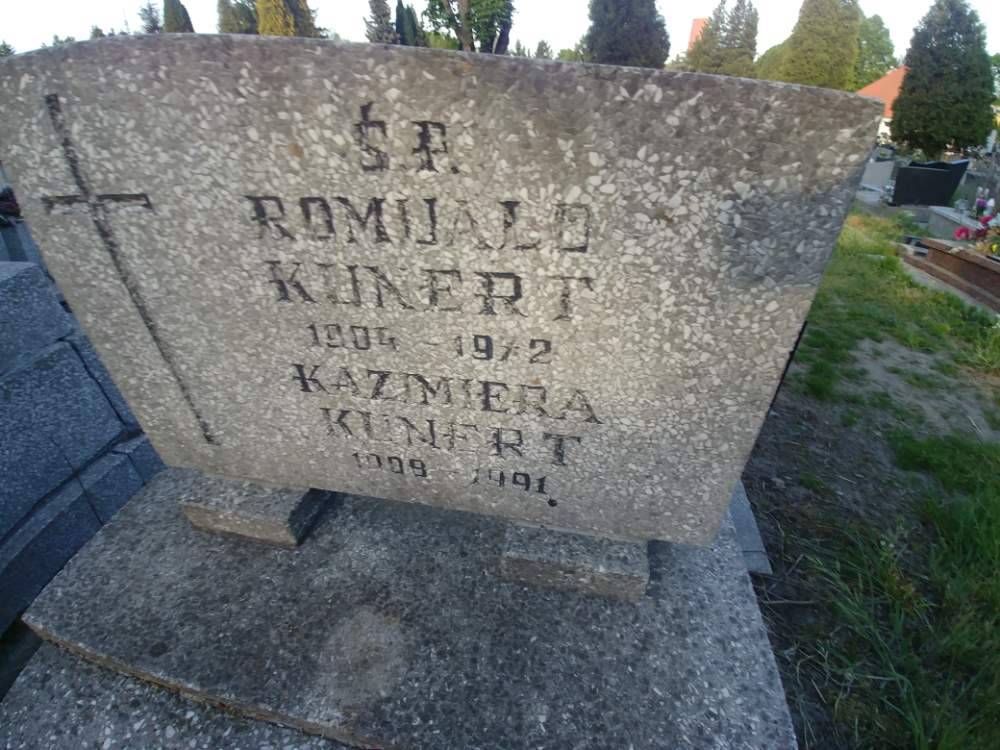 Ś.P.
ROMUALD
KUNERT
1904 - 1972
KAZIMIERA
KUNERT
1909 - 1991.